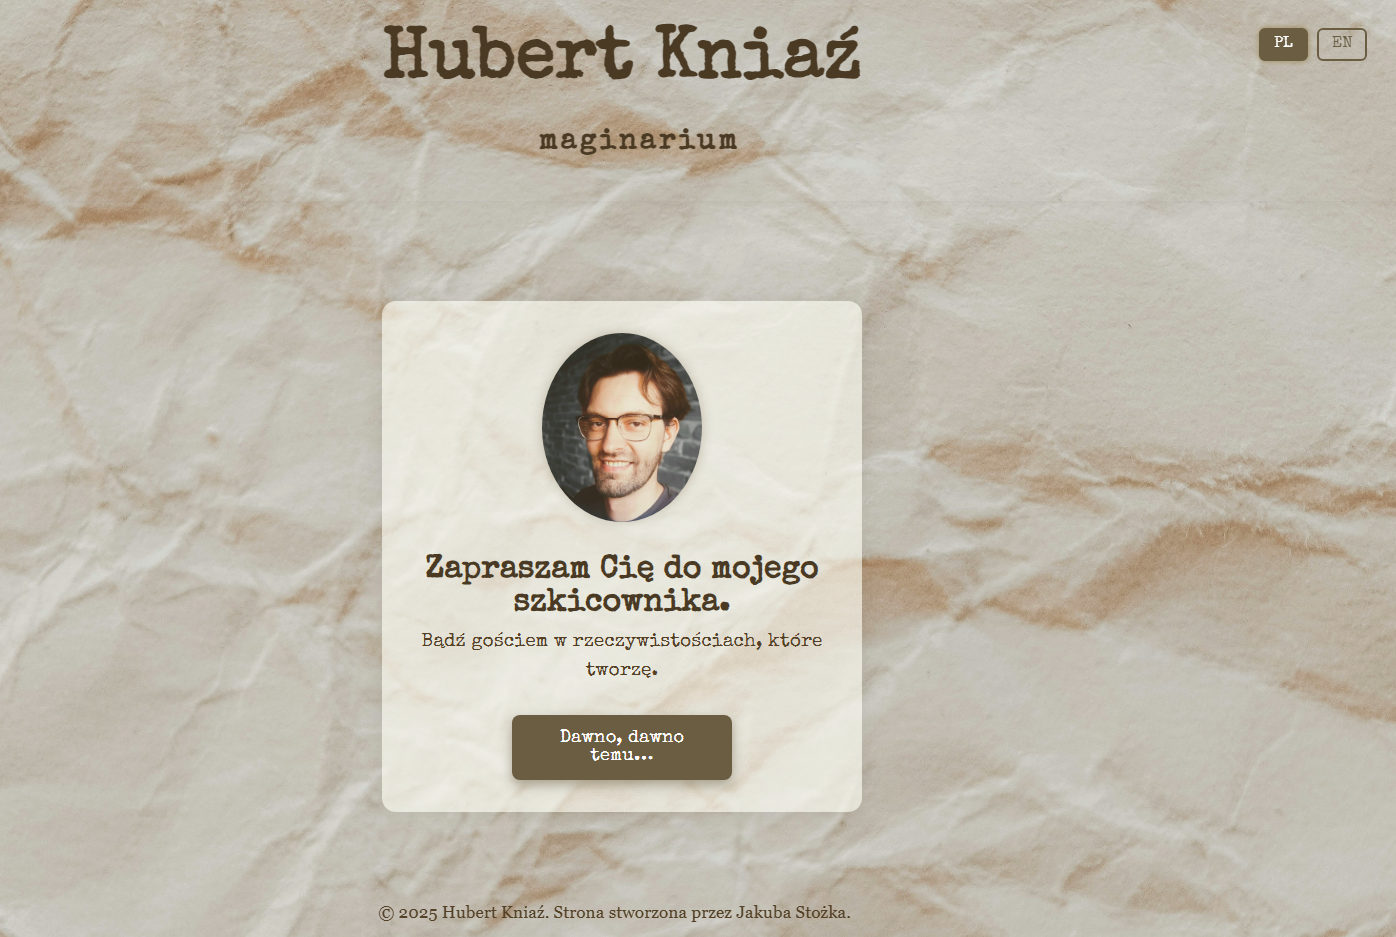 Hubert Kniaź
PL
EN
maginarium
Zapraszam Cię do mojego
szkicownika.
Bądź gościem w rzeczywistościach, które
tworzę.
Dawno, dawno
temu...
© 2025 Hubert Kniaź. Strona stworzona przez Jakuba Stożka.